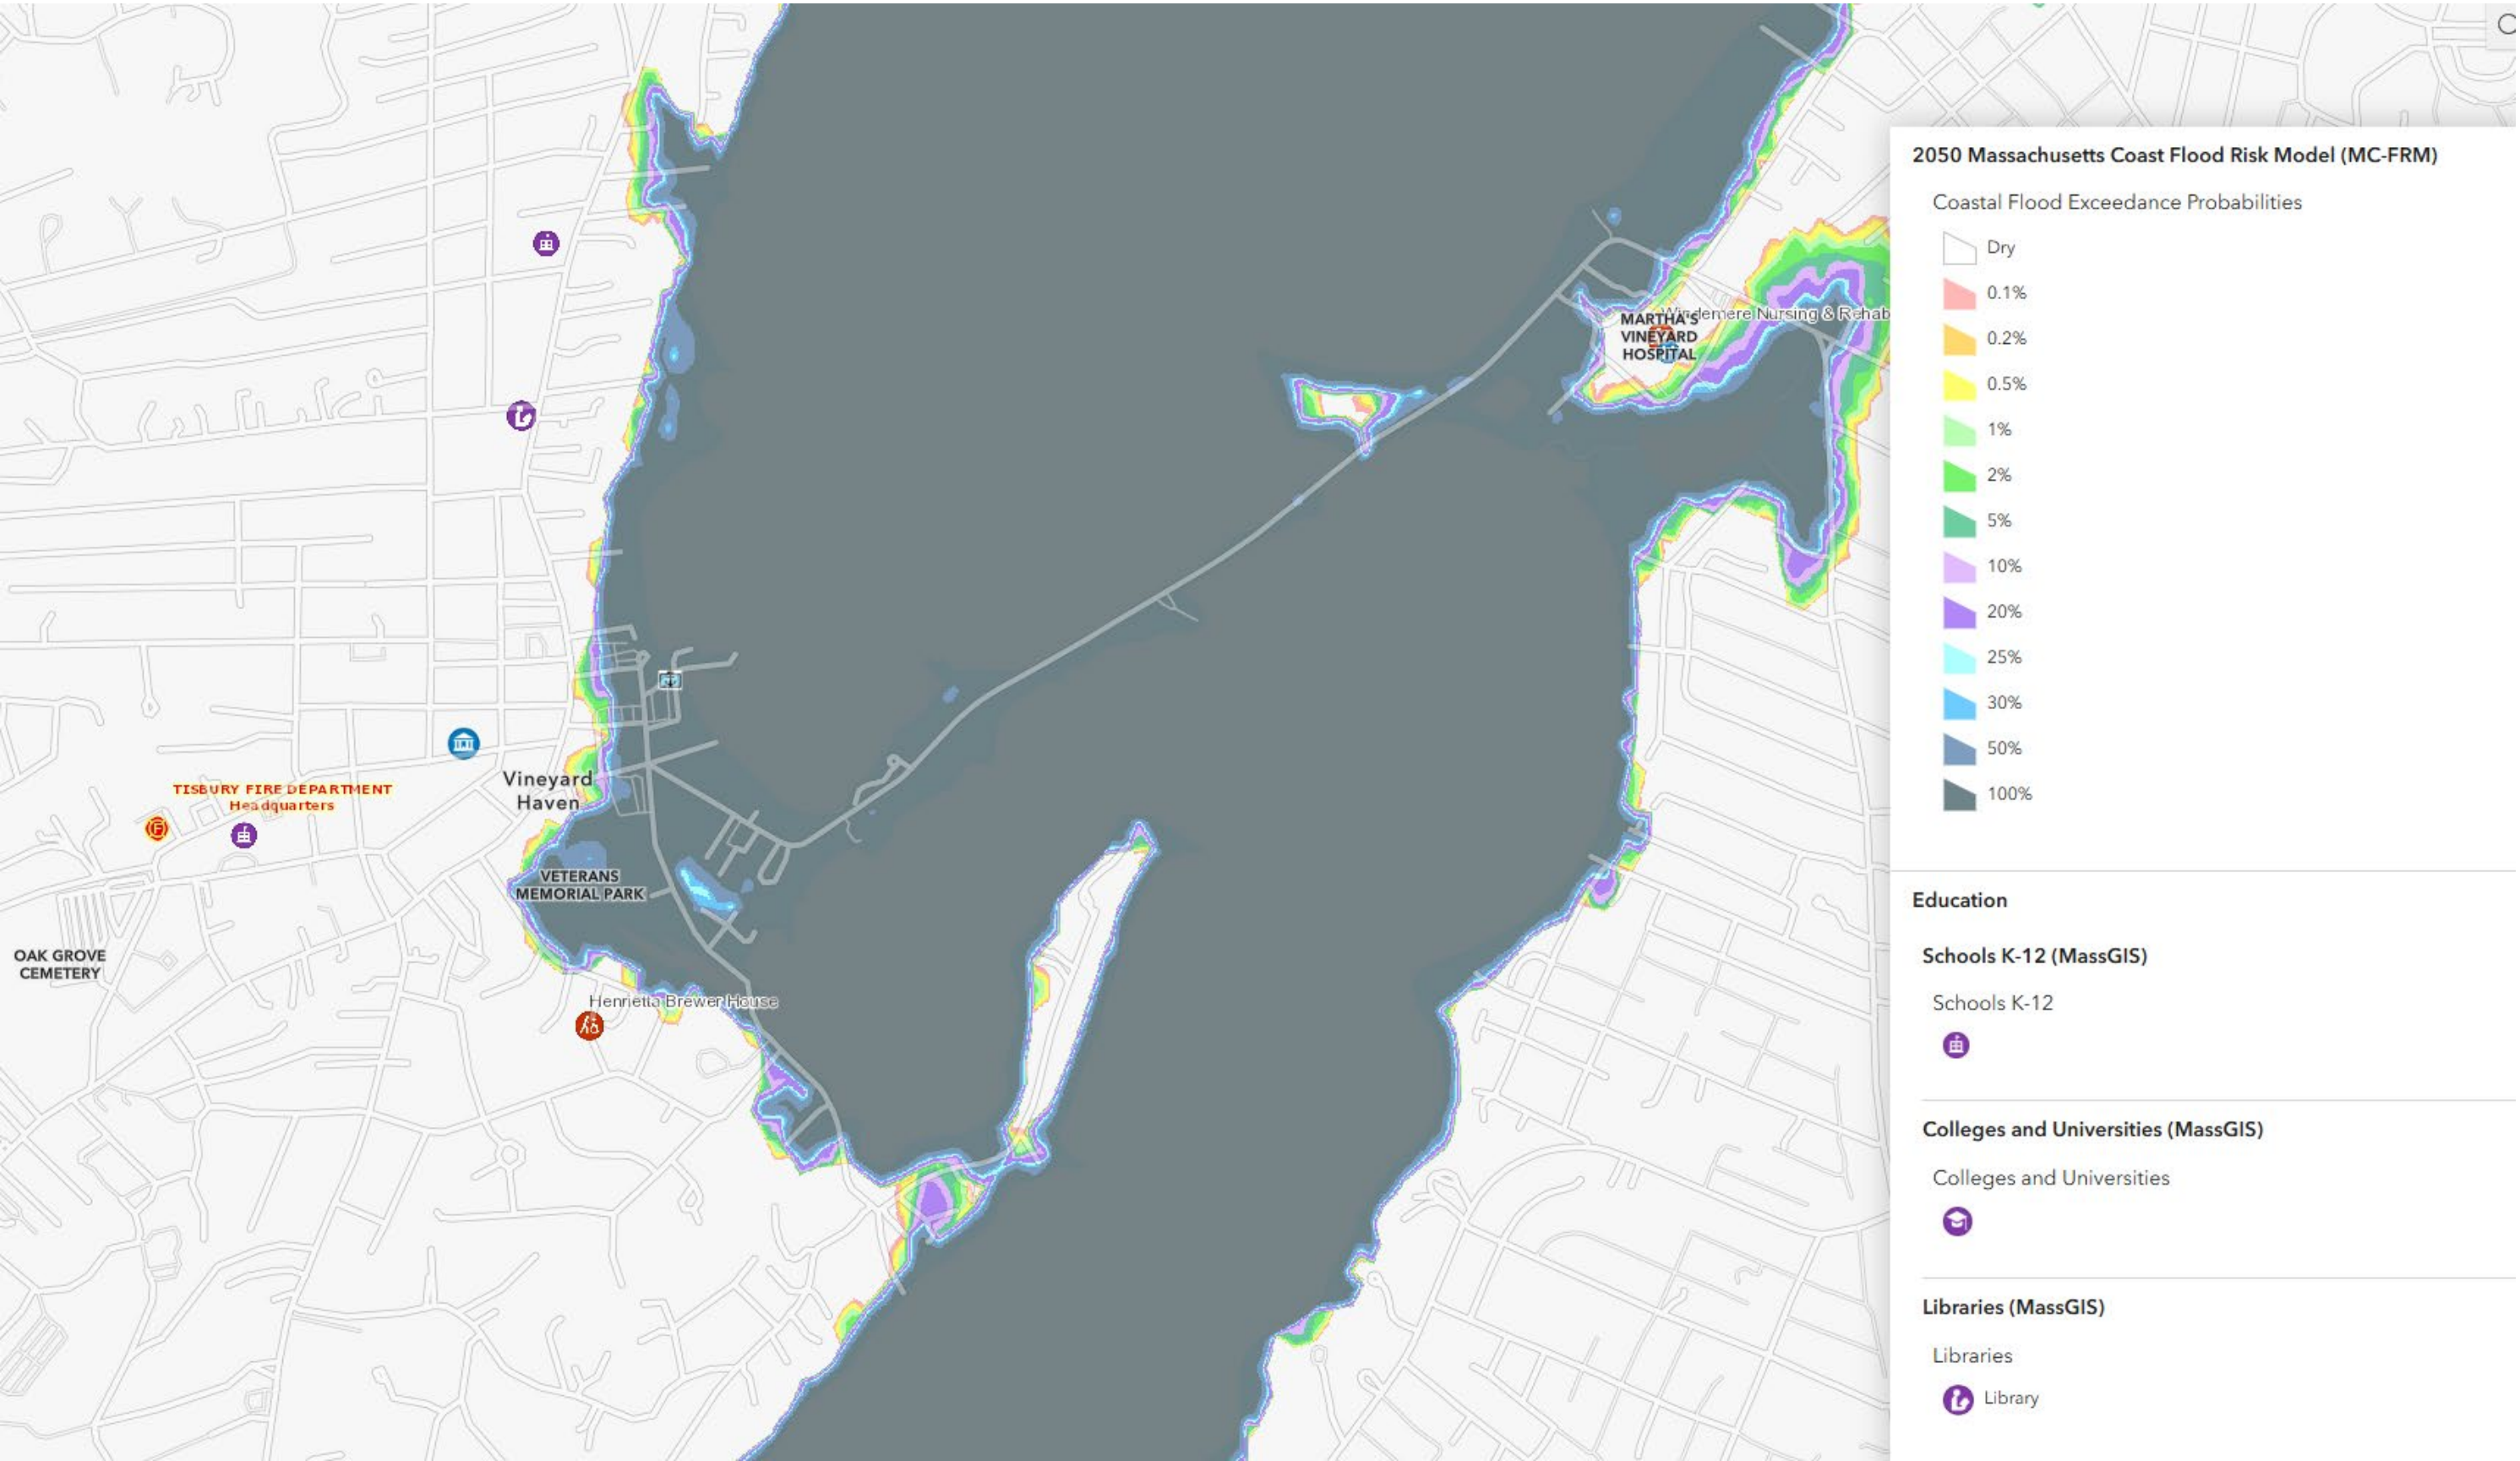 MARTHA'S
VINEYARD
HOSPITAL
Windemere Nursing & Rehab
Vineyard
Haven
TISBURY FIRE DEPARTMENT
Headquarters
VETERANS
MEMORIAL PARK
OAK GROVE
CEMETERY
Henrietta Brewer House
2050 Massachusetts Coast Flood Risk Model (MC-FRM)
Coastal Flood Exceedance Probabilities
Dry
0.1%
0.2%
0.5%
1%
2%
5%
10%
20%
25%
30%
50%
100%
Education
Schools K-12 (MassGIS)
Schools K-12
Colleges and Universities (MassGIS)
Colleges and Universities
Libraries (MassGIS)
Libraries
Library